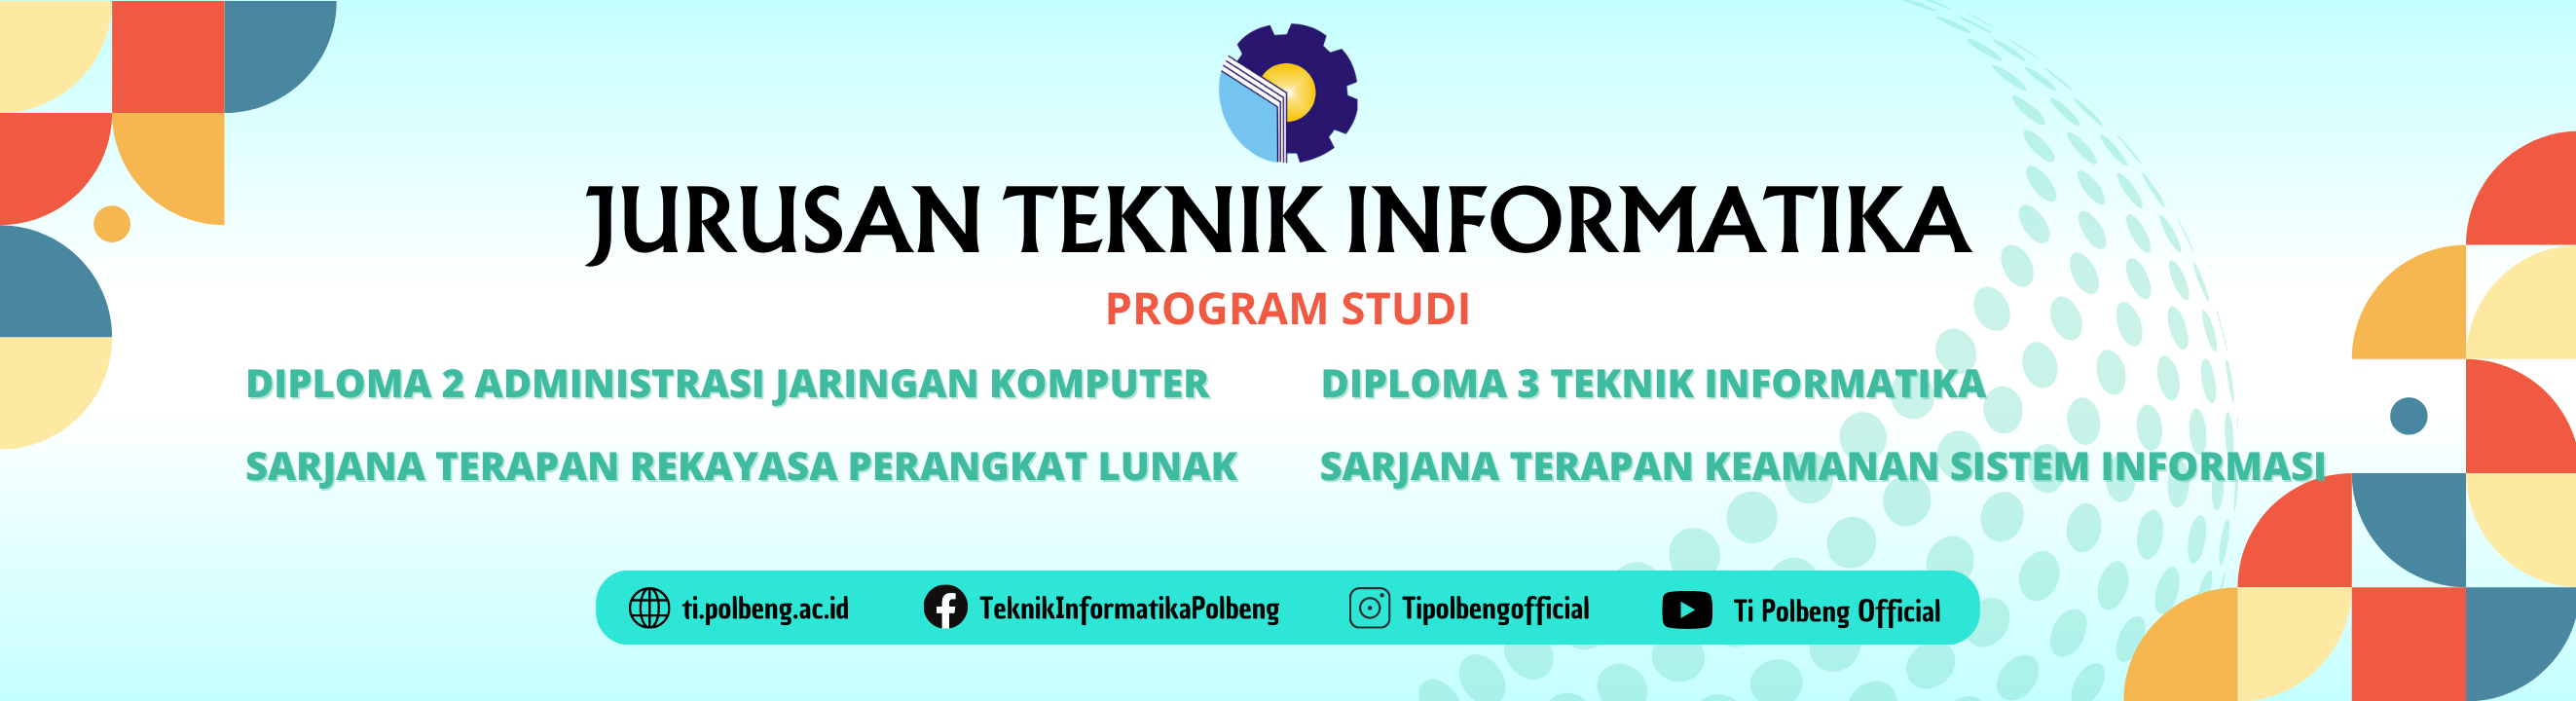 JURUSAN TEKNIK INFORMATIKA
PROGRAM STUDI
DIPLOMA 2 ADMINISTRASI JARINGAN KOMPUTER
DIPLOMA 3 TEKNIK INFORMATIKA
SARJANA TERAPAN REKAYASA PERANGKAT LUNAK
SARJANA TERAPAN KEAMANAN SISTEM INFORMASI
ti.polbeng.ac.id
TeknikInformatikaPolbeng
Tipolbengofficial
Ti Polbeng Official